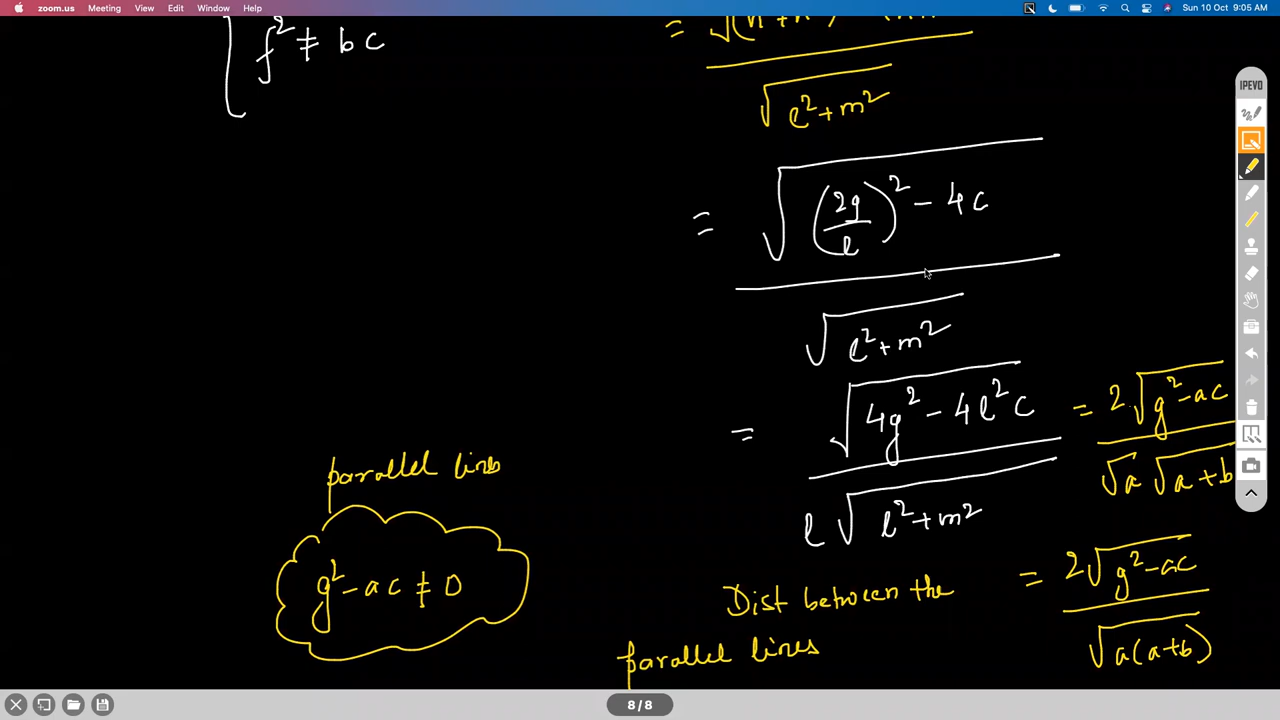 zoom.us Meeting View Edit Window Help Sun 10 Oct 9:05 AM
f² ≠ bc
=
√(l²+m²)
IPEVO
= √((2g/l)² - 4c) / √(l²+m²)
= √(4g² - 4l²c) / l√(l²+m²) = 2√(g²-ac) / √a √(a+b
parallel lines
g² - ac ≠ 0
Dist between the
parallel lines
= 2√(g²-ac) / √(a(a+b))
8/8